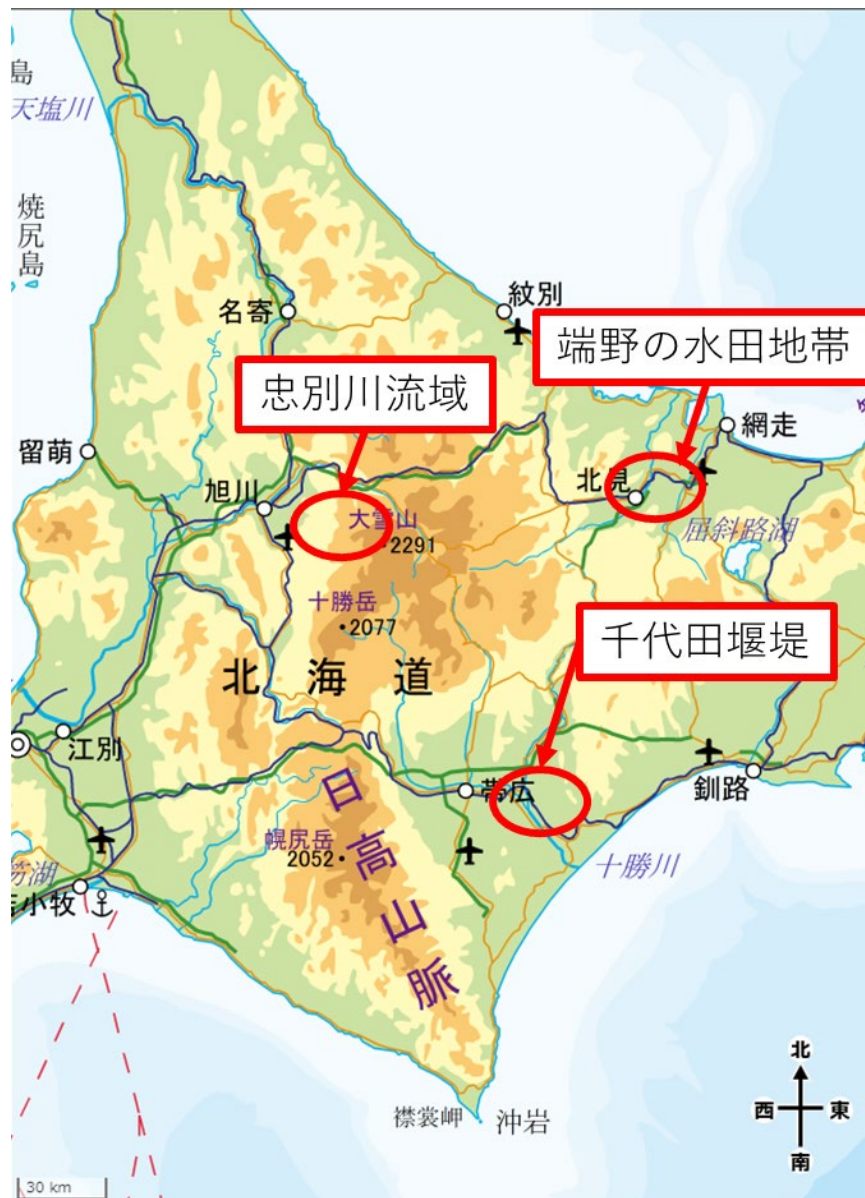 島
天塩川
焼尻島
名寄
紋別
端野の水田地帯
忠別川流域
網走
留萌
旭川
北見
大雪山
2291
屈斜路湖
十勝岳
2077
千代田堰堤
北海道
江別
帯広
釧路
日高山脈
幌尻岳
2052
十勝川
笏湖
苫小牧
襟裳岬
沖岩
北
西
東
南
30 km